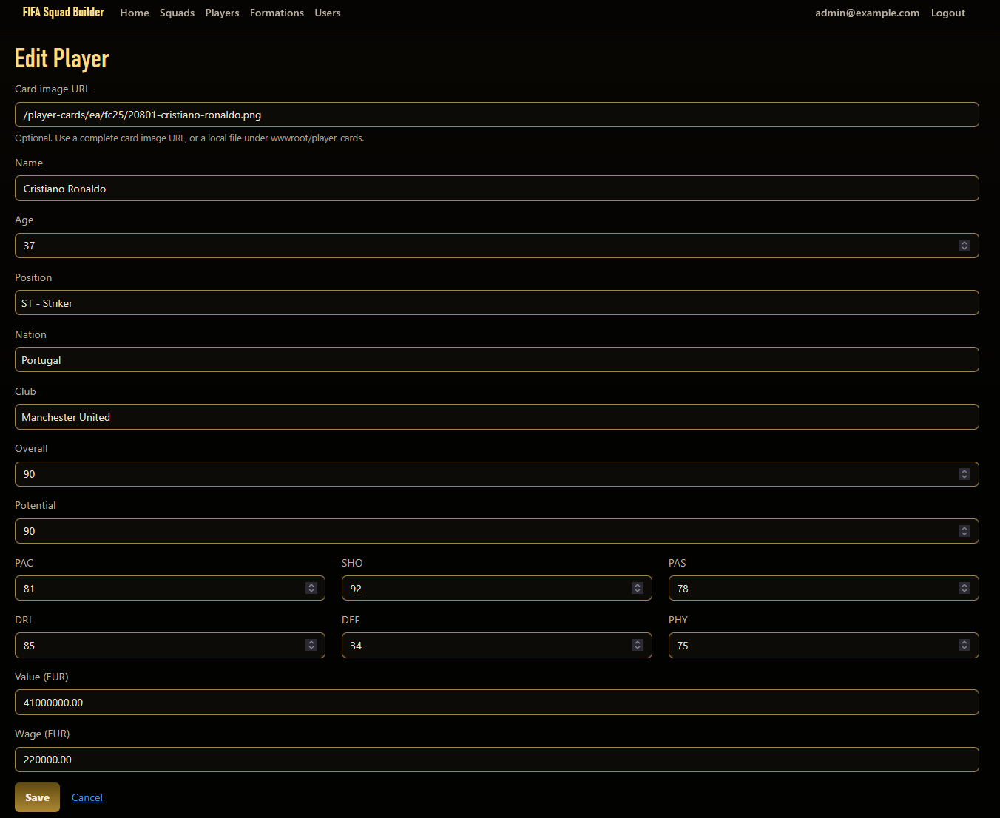 FIFA Squad Builder Home Squads Players Formations Users admin@example.com Logout
Edit Player
Card image URL
/player-cards/ea/fc25/20801-cristiano-ronaldo.png
Optional. Use a complete card image URL, or a local file under wwwroot/player-cards.
Name
Cristiano Ronaldo
Age
37
Position
ST - Striker
Nation
Portugal
Club
Manchester United
Overall
90
Potential
90
PAC SHO PAS
81 92 78
DRI DEF PHY
85 34 75
Value (EUR)
41000000.00
Wage (EUR)
220000.00
Save Cancel